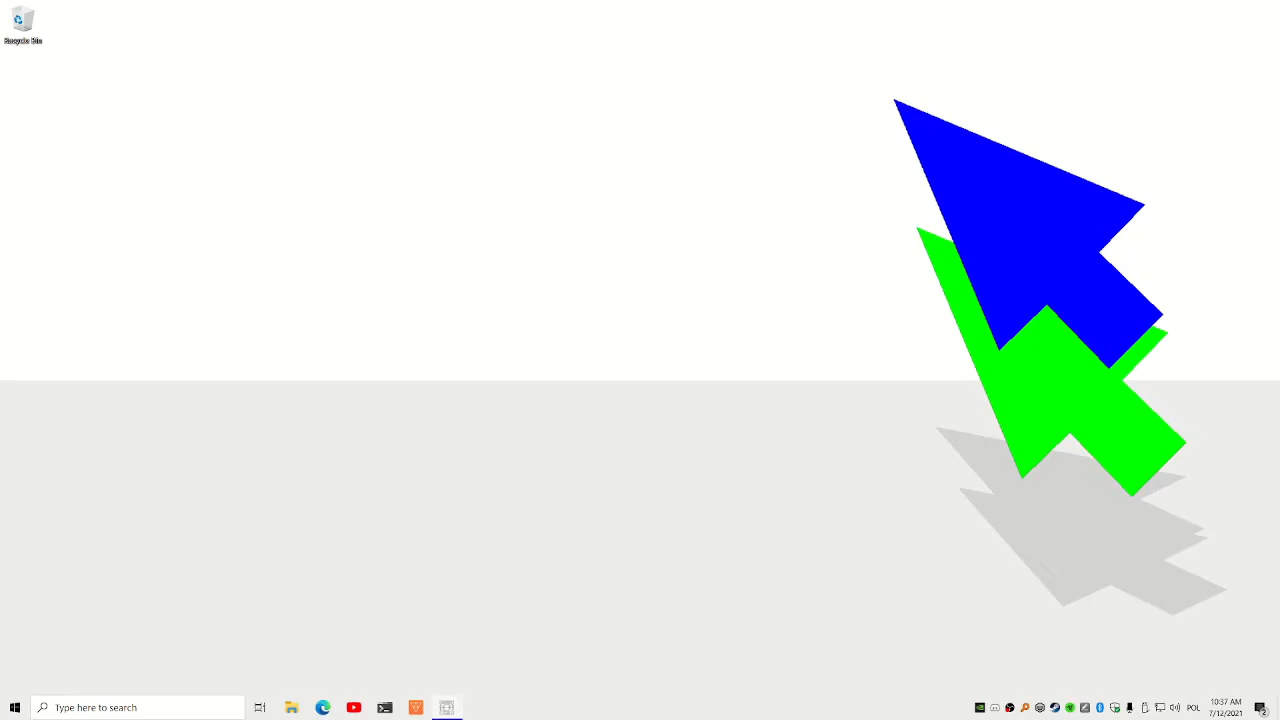 Recycle Bin
Type here to search
POL
10:37 AM
7/12/2021